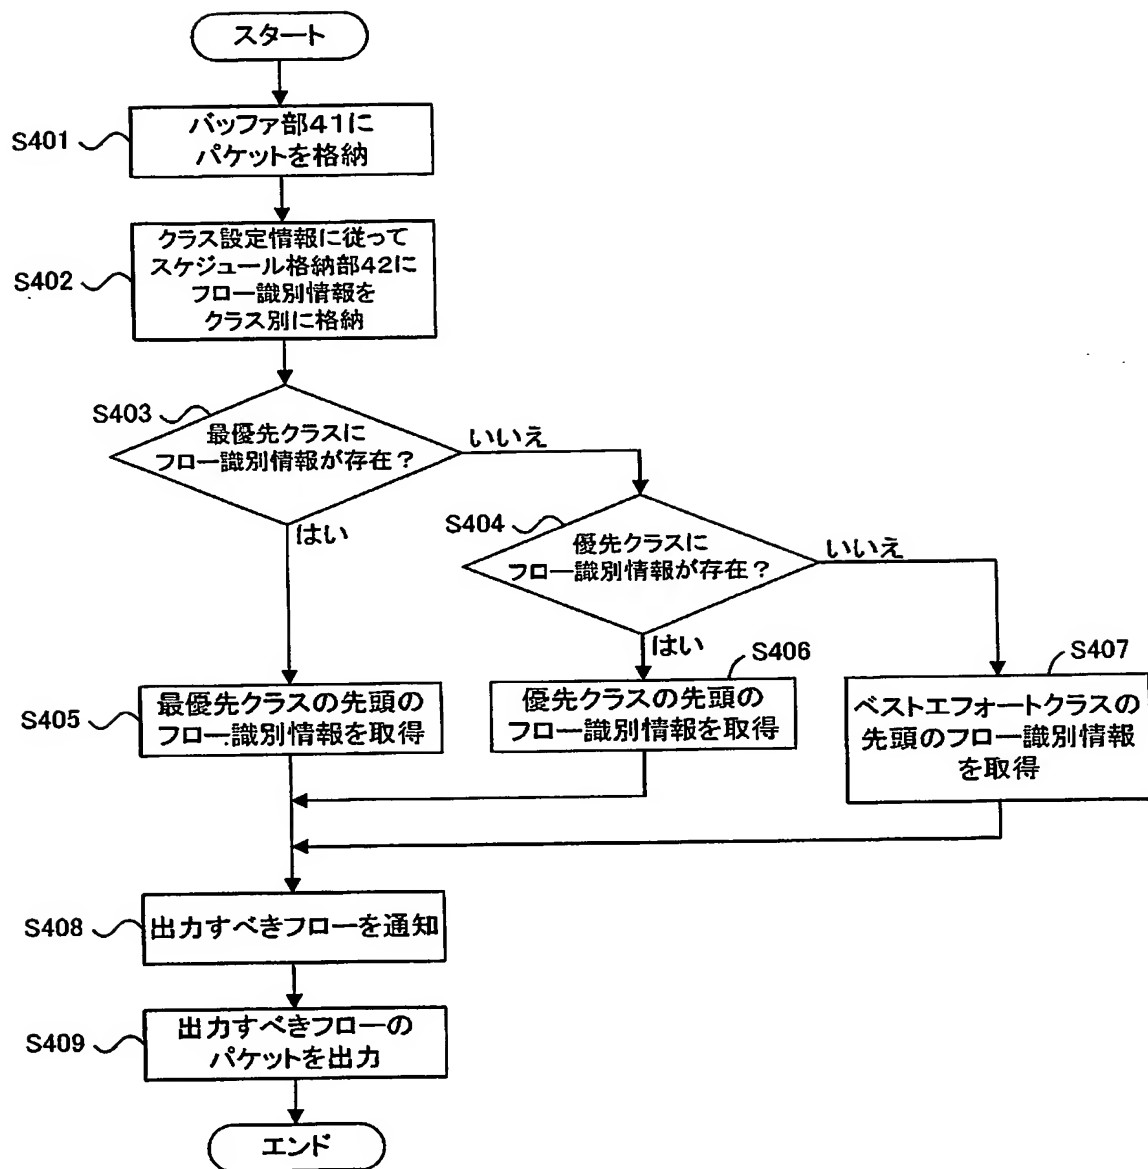 スタート
S401
バッファ部41に
パケットを格納
S402
クラス設定情報に従って
スケジュール格納部42に
フロー識別情報を
クラス別に格納
S403
最優先クラスに
フロー識別情報が存在?
いいえ
はい
S404
優先クラスに
フロー識別情報が存在?
いいえ
はい
S405
最優先クラスの先頭の
フロー識別情報を取得
S406
優先クラスの先頭の
フロー識別情報を取得
S407
ベストエフォートクラスの
先頭のフロー識別情報
を取得
S408
出力すべきフローを通知
S409
出力すべきフローの
パケットを出力
エンド